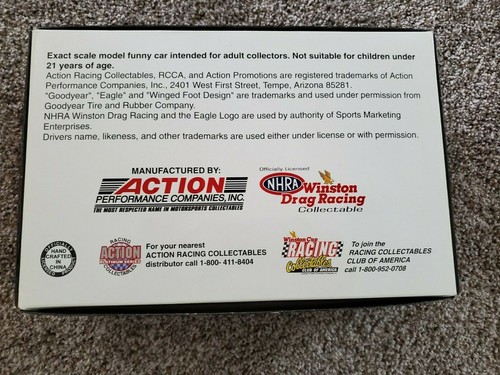 Exact scale model funny car intended for adult collectors. Not suitable for children under
21 years of age.
Action Racing Collectables, RCCA, and Action Promotions are registered trademarks of Action
Performance Companies, Inc., 2401 West First Street, Tempe, Arizona 85281.
"Goodyear", "Eagle" and "Winged Foot Design" are trademarks and used under permission from
Goodyear Tire and Rubber Company.
NHRA Winston Drag Racing and the Eagle Logo are used by authority of Sports Marketing
Enterprises.
Drivers name, likeness, and other trademarks are used either under license or with permission.
MANUFACTURED BY:
ACTION
PERFORMANCE COMPANIES, INC.
THE MOST RESPECTED NAME IN MOTORSPORTS COLLECTABLES
Officially Licensed
NHRA Winston
Drag Racing
Collectable
HAND
CRAFTED
IN
CHINA
RACING
ACTION
PLATINUM SERIES
For your nearest
ACTION RACING COLLECTABLES
distributor call 1-800- 411-8404
Winston Cup
RACING
Collectables
CLUB OF AMERICA
To join the
RACING COLLECTABLES
CLUB OF AMERICA
call 1-800-952-0708